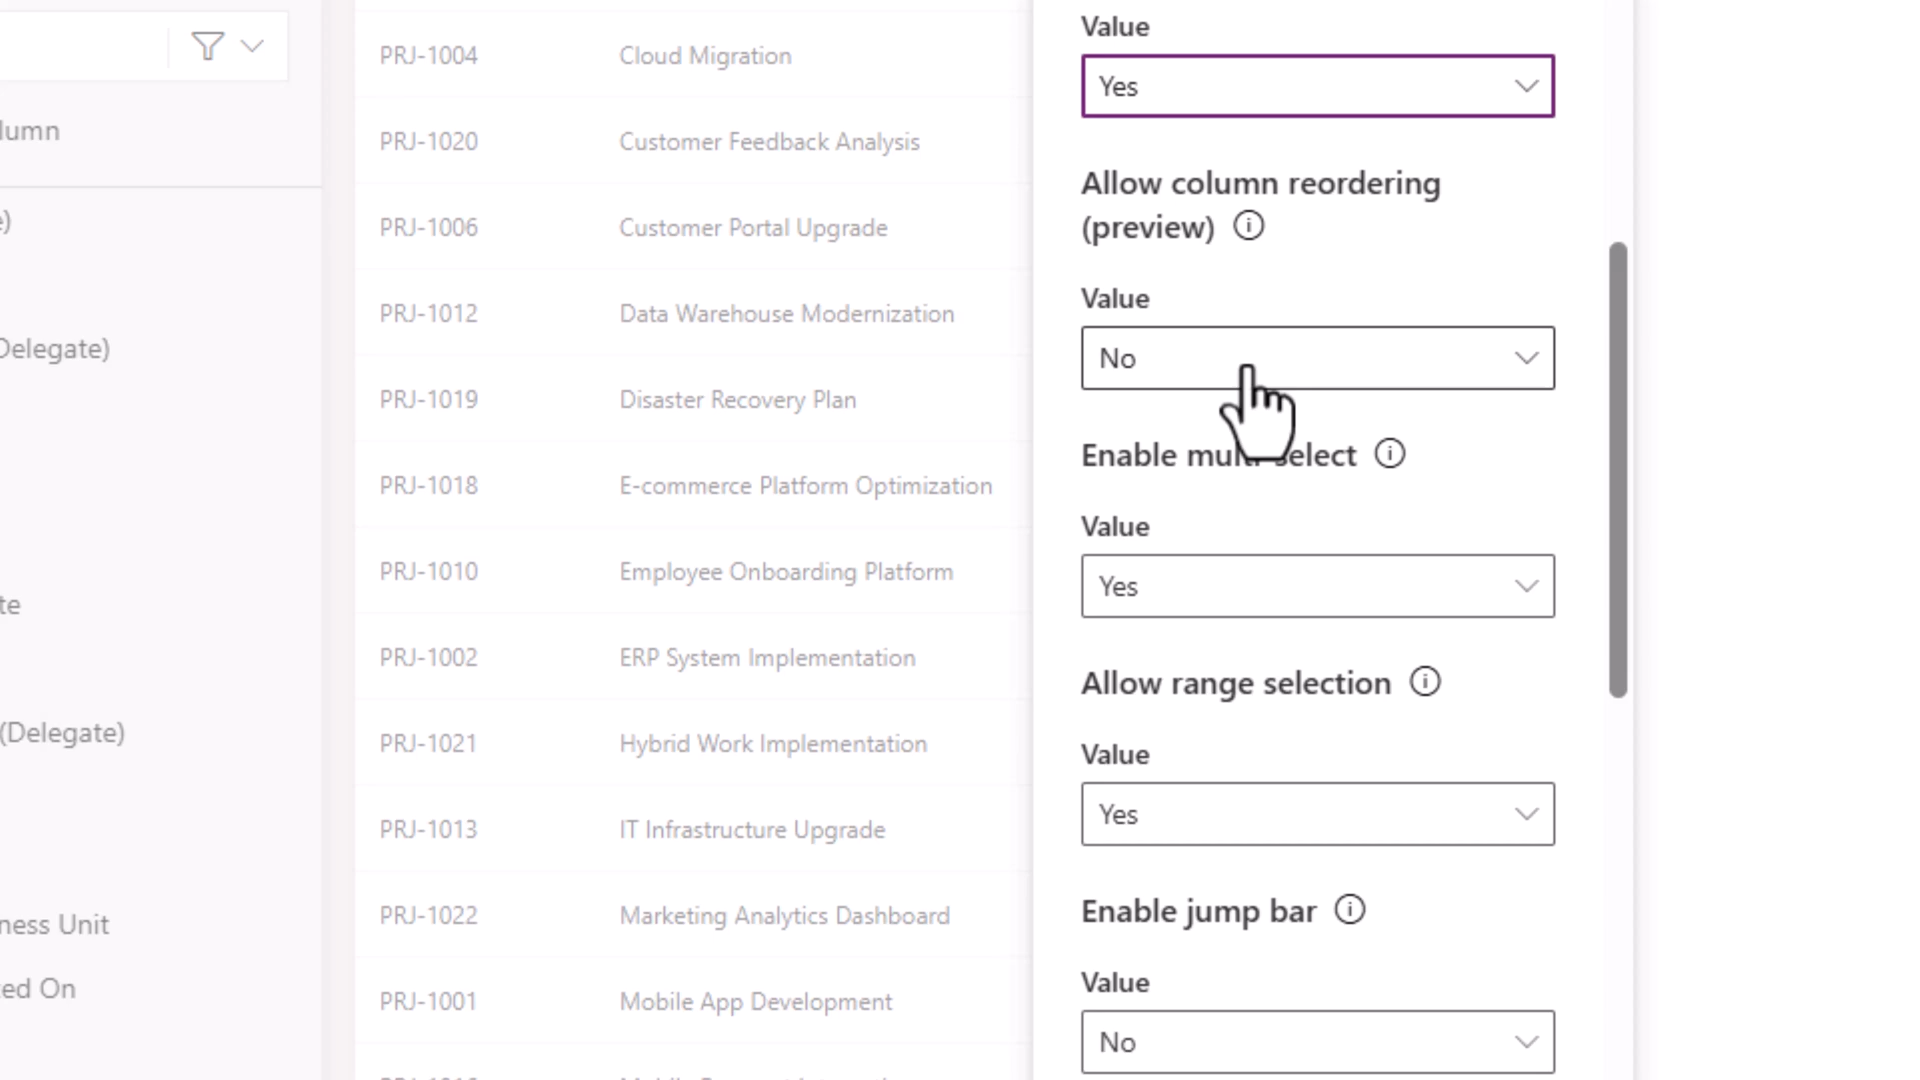 lumn
e)
Delegate)
te
(Delegate)
ness Unit
ted On
PRJ-1004 Cloud Migration
PRJ-1020 Customer Feedback Analysis
PRJ-1006 Customer Portal Upgrade
PRJ-1012 Data Warehouse Modernization
PRJ-1019 Disaster Recovery Plan
PRJ-1018 E-commerce Platform Optimization
PRJ-1010 Employee Onboarding Platform
PRJ-1002 ERP System Implementation
PRJ-1021 Hybrid Work Implementation
PRJ-1013 IT Infrastructure Upgrade
PRJ-1022 Marketing Analytics Dashboard
PRJ-1001 Mobile App Development
Value
Yes
Allow column reordering
(preview)
Value
No
Enable multi-select
Value
Yes
Allow range selection
Value
Yes
Enable jump bar
Value
No